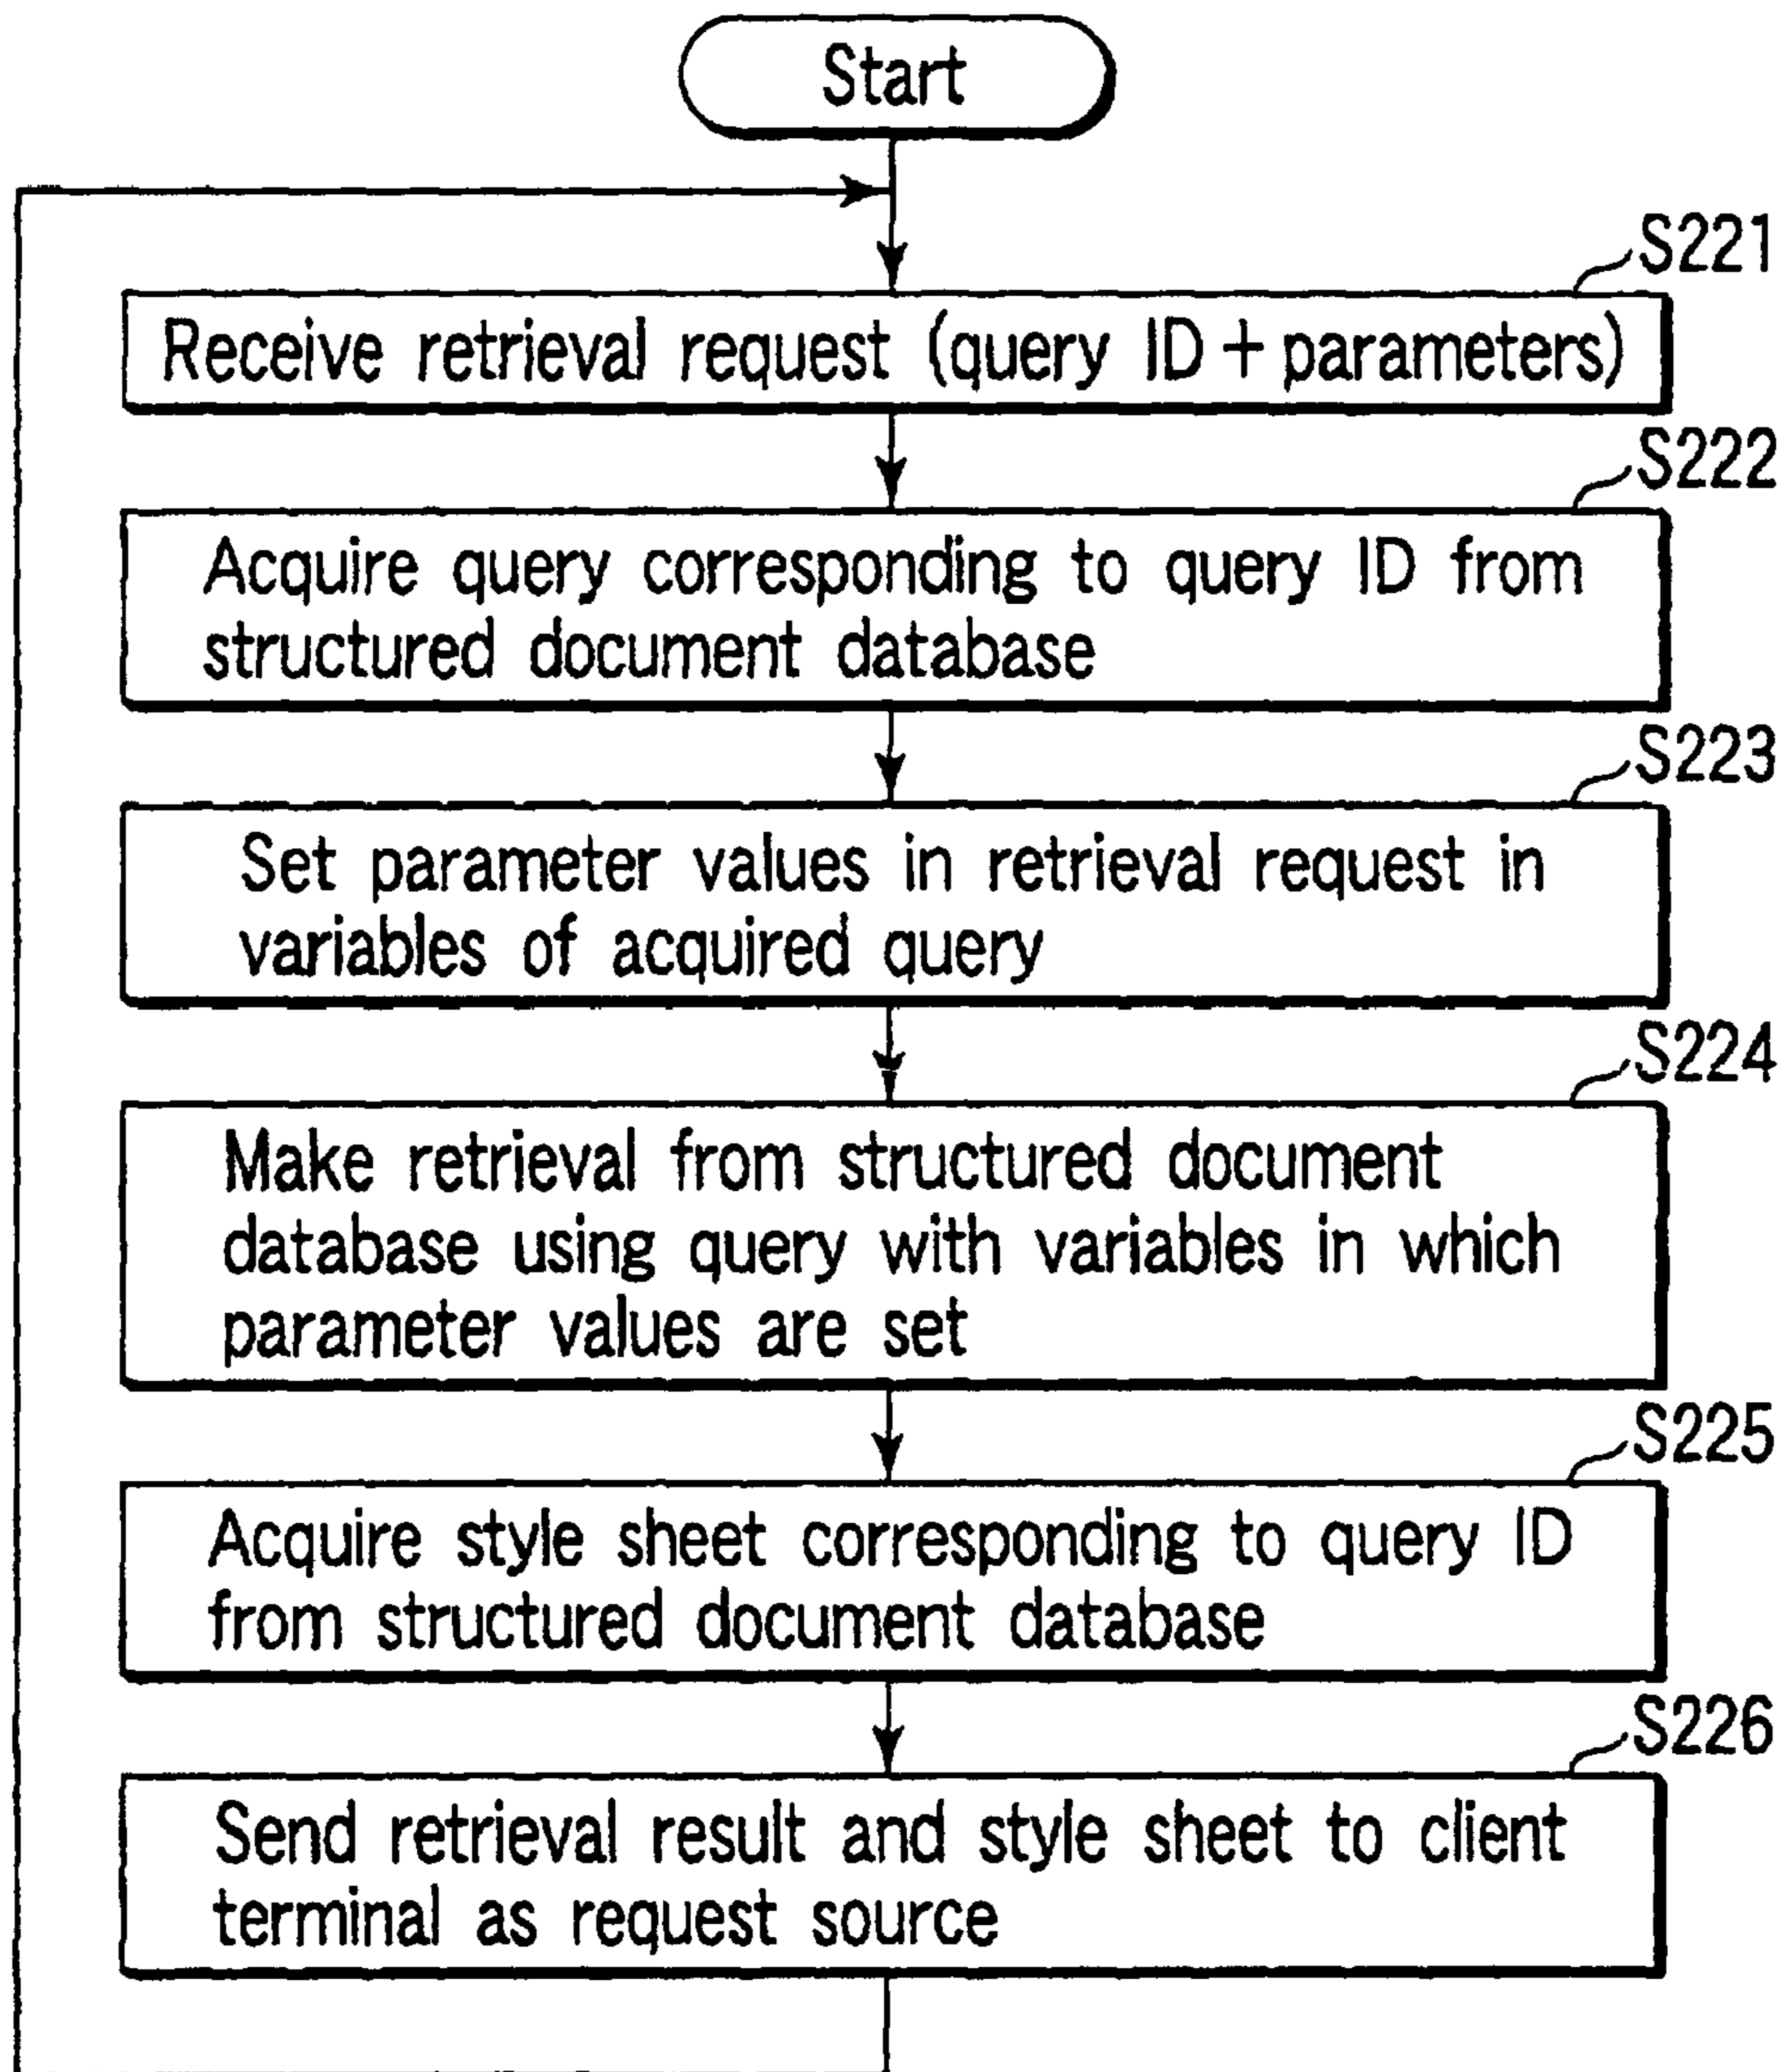 Start
S221
Receive retrieval request (query ID + parameters)
S222
Acquire query corresponding to query ID from
structured document database
S223
Set parameter values in retrieval request in
variables of acquired query
S224
Make retrieval from structured document
database using query with variables in which
parameter values are set
S225
Acquire style sheet corresponding to query ID
from structured document database
S226
Send retrieval result and style sheet to client
terminal as request source